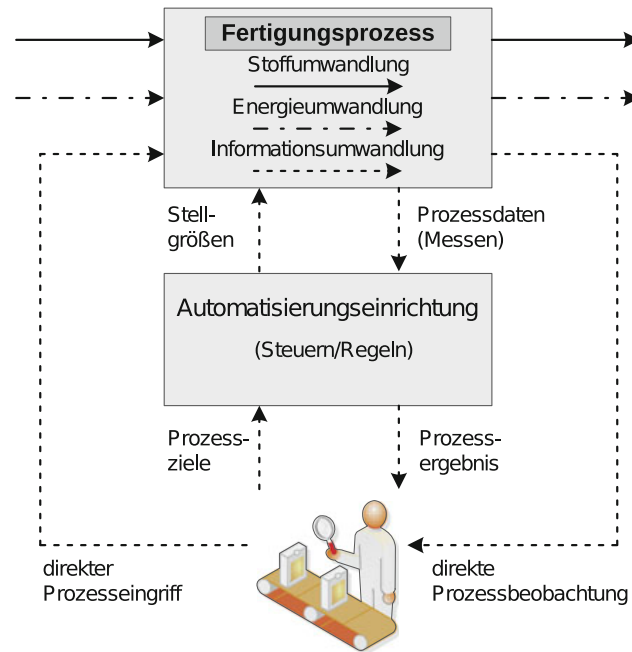 Fertigungsprozess
Stoffumwandlung
Energieumwandlung
Informationsumwandlung
Stell-
größen
Prozessdaten
(Messen)
Automatisierungseinrichtung
(Steuern/Regeln)
Prozess-
ziele
Prozess-
ergebnis
direkter
Prozesseingriff
direkte
Prozessbeobachtung